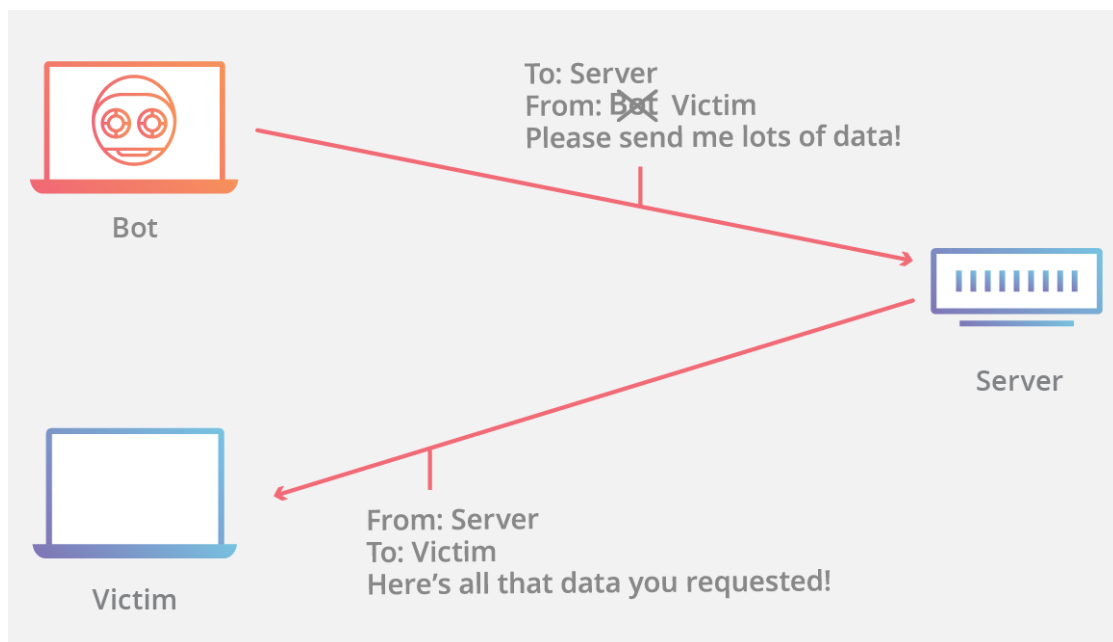 To: Server
From: Bot Victim
Please send me lots of data!
Bot
Server
From: Server
To: Victim
Here's all that data you requested!
Victim